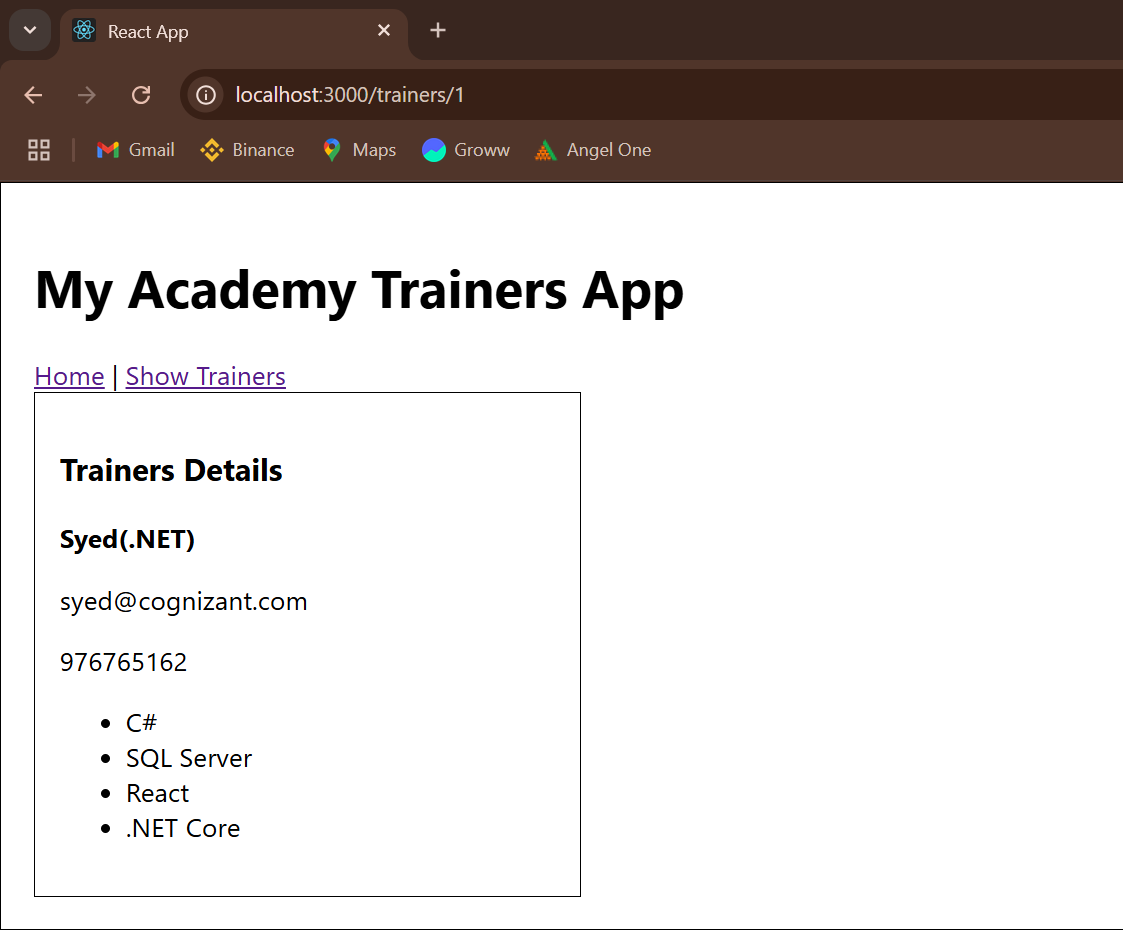 React App
localhost:3000/trainers/1
Gmail Binance Maps Groww Angel One
My Academy Trainers App
Home | Show Trainers
Trainers Details
Syed(.NET)
syed@cognizant.com
976765162
C#
SQL Server
React
.NET Core